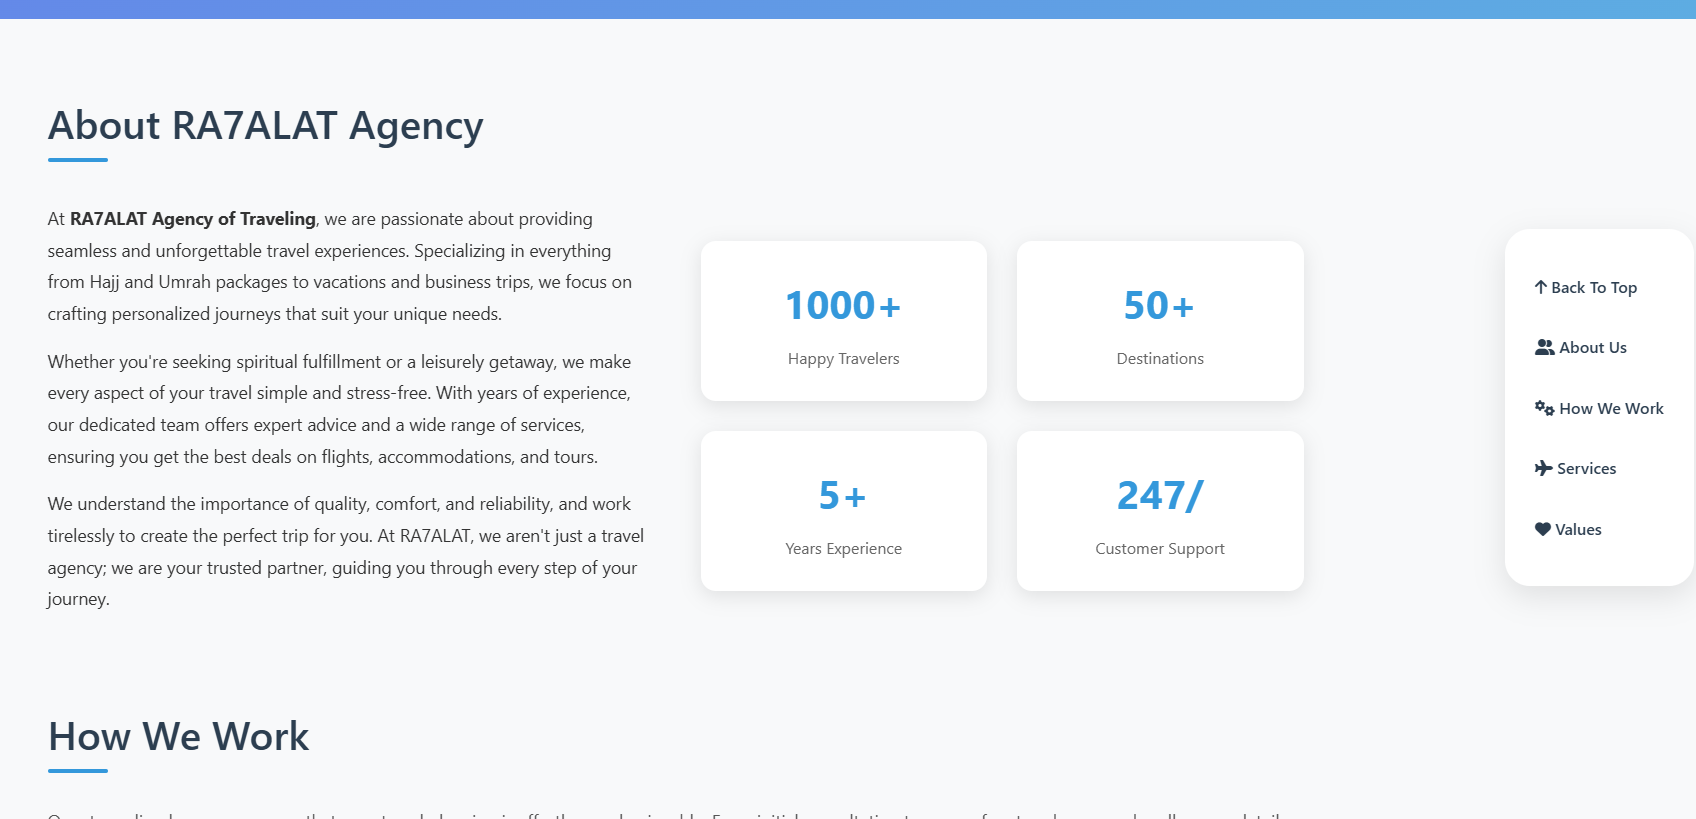 About RA7ALAT Agency
At RA7ALAT Agency of Traveling, we are passionate about providing
seamless and unforgettable travel experiences. Specializing in everything
from Hajj and Umrah packages to vacations and business trips, we focus on
crafting personalized journeys that suit your unique needs.
Whether you're seeking spiritual fulfillment or a leisurely getaway, we make
every aspect of your travel simple and stress-free. With years of experience,
our dedicated team offers expert advice and a wide range of services,
ensuring you get the best deals on flights, accommodations, and tours.
We understand the importance of quality, comfort, and reliability, and work
tirelessly to create the perfect trip for you. At RA7ALAT, we aren't just a travel
agency; we are your trusted partner, guiding you through every step of your
journey.
1000+
Happy Travelers
50+
Destinations
5+
Years Experience
247/
Customer Support
Back To Top
About Us
How We Work
Services
Values
How We Work